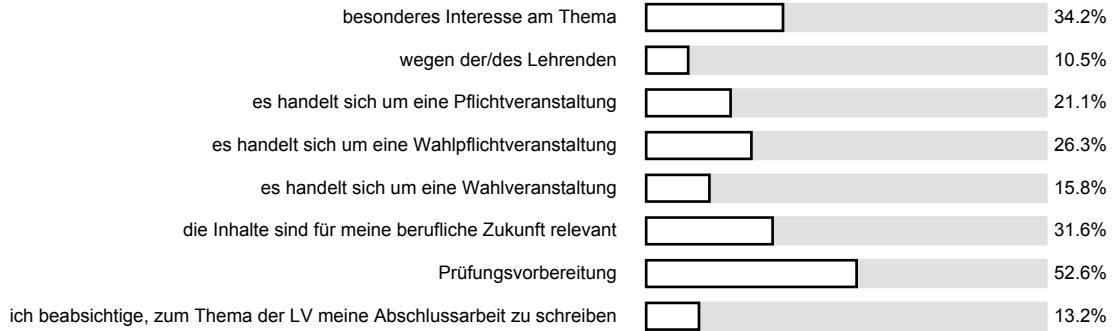 besonderes Interesse am Thema 34.2%
wegen der/des Lehrenden 10.5%
es handelt sich um eine Pflichtveranstaltung 21.1%
es handelt sich um eine Wahlpflichtveranstaltung 26.3%
es handelt sich um eine Wahlveranstaltung 15.8%
die Inhalte sind für meine berufliche Zukunft relevant 31.6%
Prüfungsvorbereitung 52.6%
ich beabsichtige, zum Thema der LV meine Abschlussarbeit zu schreiben 13.2%